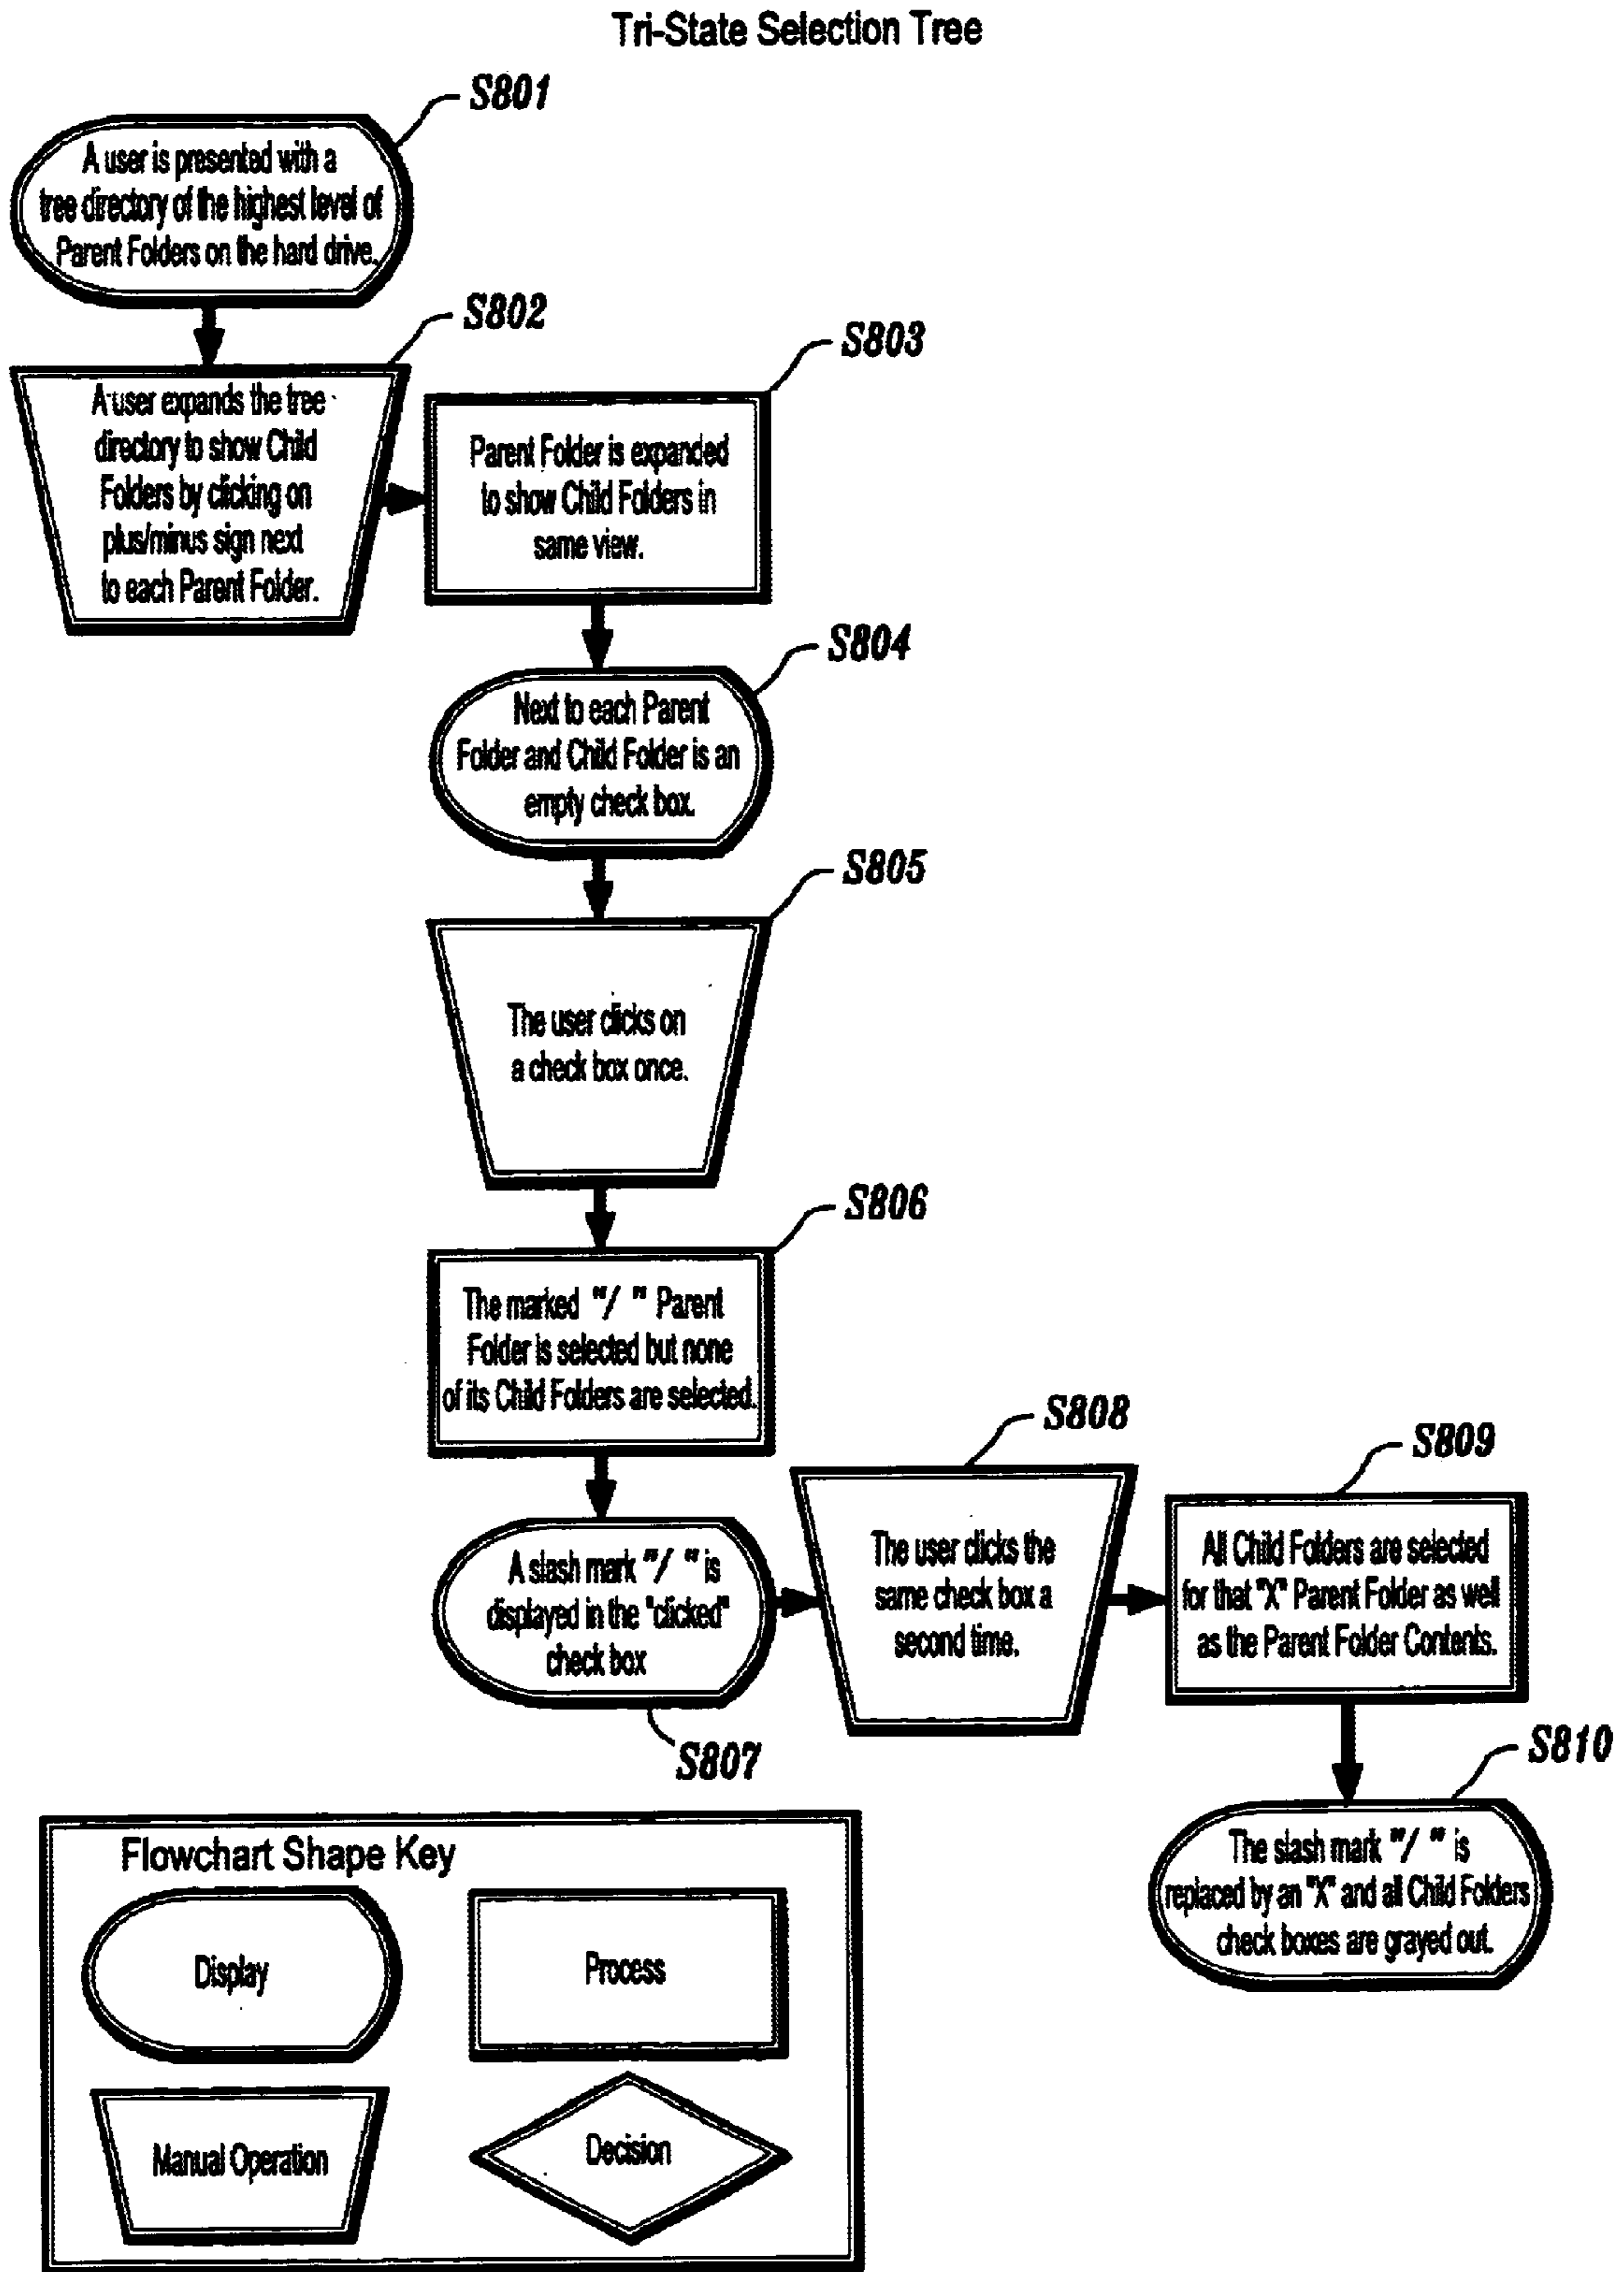 Tri-State Selection Tree
S801
A user is presented with a
tree directory of the highest level of
Parent Folders on the hard drive.
S802
A user expands the tree
directory to show Child
Folders by clicking on
plus/minus sign next
to each Parent Folder.
S803
Parent Folder is expanded
to show Child Folders in
same view.
S804
Next to each Parent
Folder and Child Folder is an
empty check box.
S805
The user clicks on
a check box once.
S806
The marked "/ " Parent
Folder is selected but none
of its Child Folders are selected.
A slash mark "/ " is
displayed in the "clicked"
check box
S807
S808
The user clicks the
same check box a
second time.
S809
All Child Folders are selected
for that "X" Parent Folder as well
as the Parent Folder Contents.
S810
The slash mark "/ " is
replaced by an "X" and all Child Folders
check boxes are grayed out.
Flowchart Shape Key
Display
Process
Manual Operation
Decision